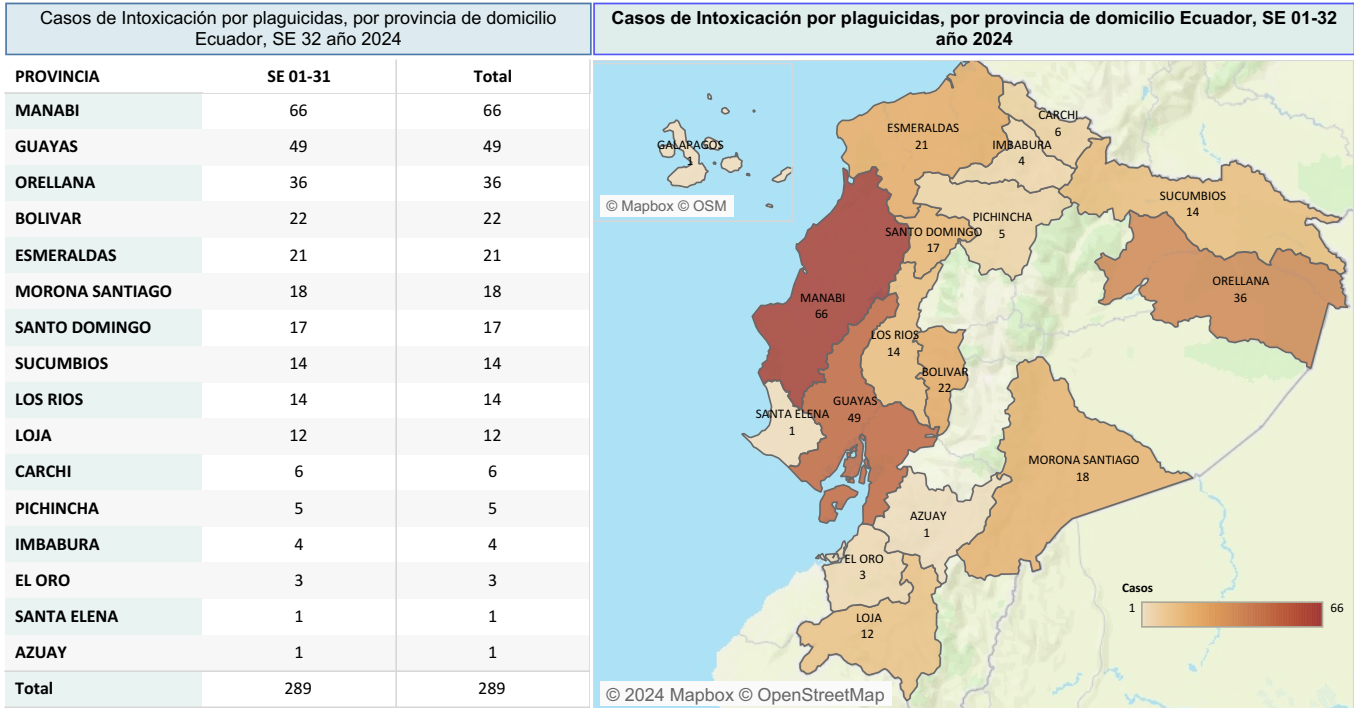 Casos de Intoxicación por plaguicidas, por provincia de domicilio
Ecuador, SE 32 año 2024
PROVINCIA SE 01-31 Total
MANABI 66 66
GUAYAS 49 49
ORELLANA 36 36
BOLIVAR 22 22
ESMERALDAS 21 21
MORONA SANTIAGO 18 18
SANTO DOMINGO 17 17
SUCUMBIOS 14 14
LOS RIOS 14 14
LOJA 12 12
CARCHI 6 6
PICHINCHA 5 5
IMBABURA 4 4
EL ORO 3 3
SANTA ELENA 1 1
AZUAY 1 1
Total 289 289
Casos de Intoxicación por plaguicidas, por provincia de domicilio Ecuador, SE 01-32
año 2024
GALAPAGOS
1
© Mapbox © OSM
CARCHI
6
ESMERALDAS
21
IMBABURA
4
SUCUMBIOS
14
PICHINCHA
5
SANTO DOMINGO
17
ORELLANA
36
MANABI
66
LOS RIOS
14
BOLIVAR
22
GUAYAS
49
SANTA ELENA
1
MORONA SANTIAGO
18
AZUAY
1
EL ORO
3
LOJA
12
Casos
1 66
© 2024 Mapbox © OpenStreetMap